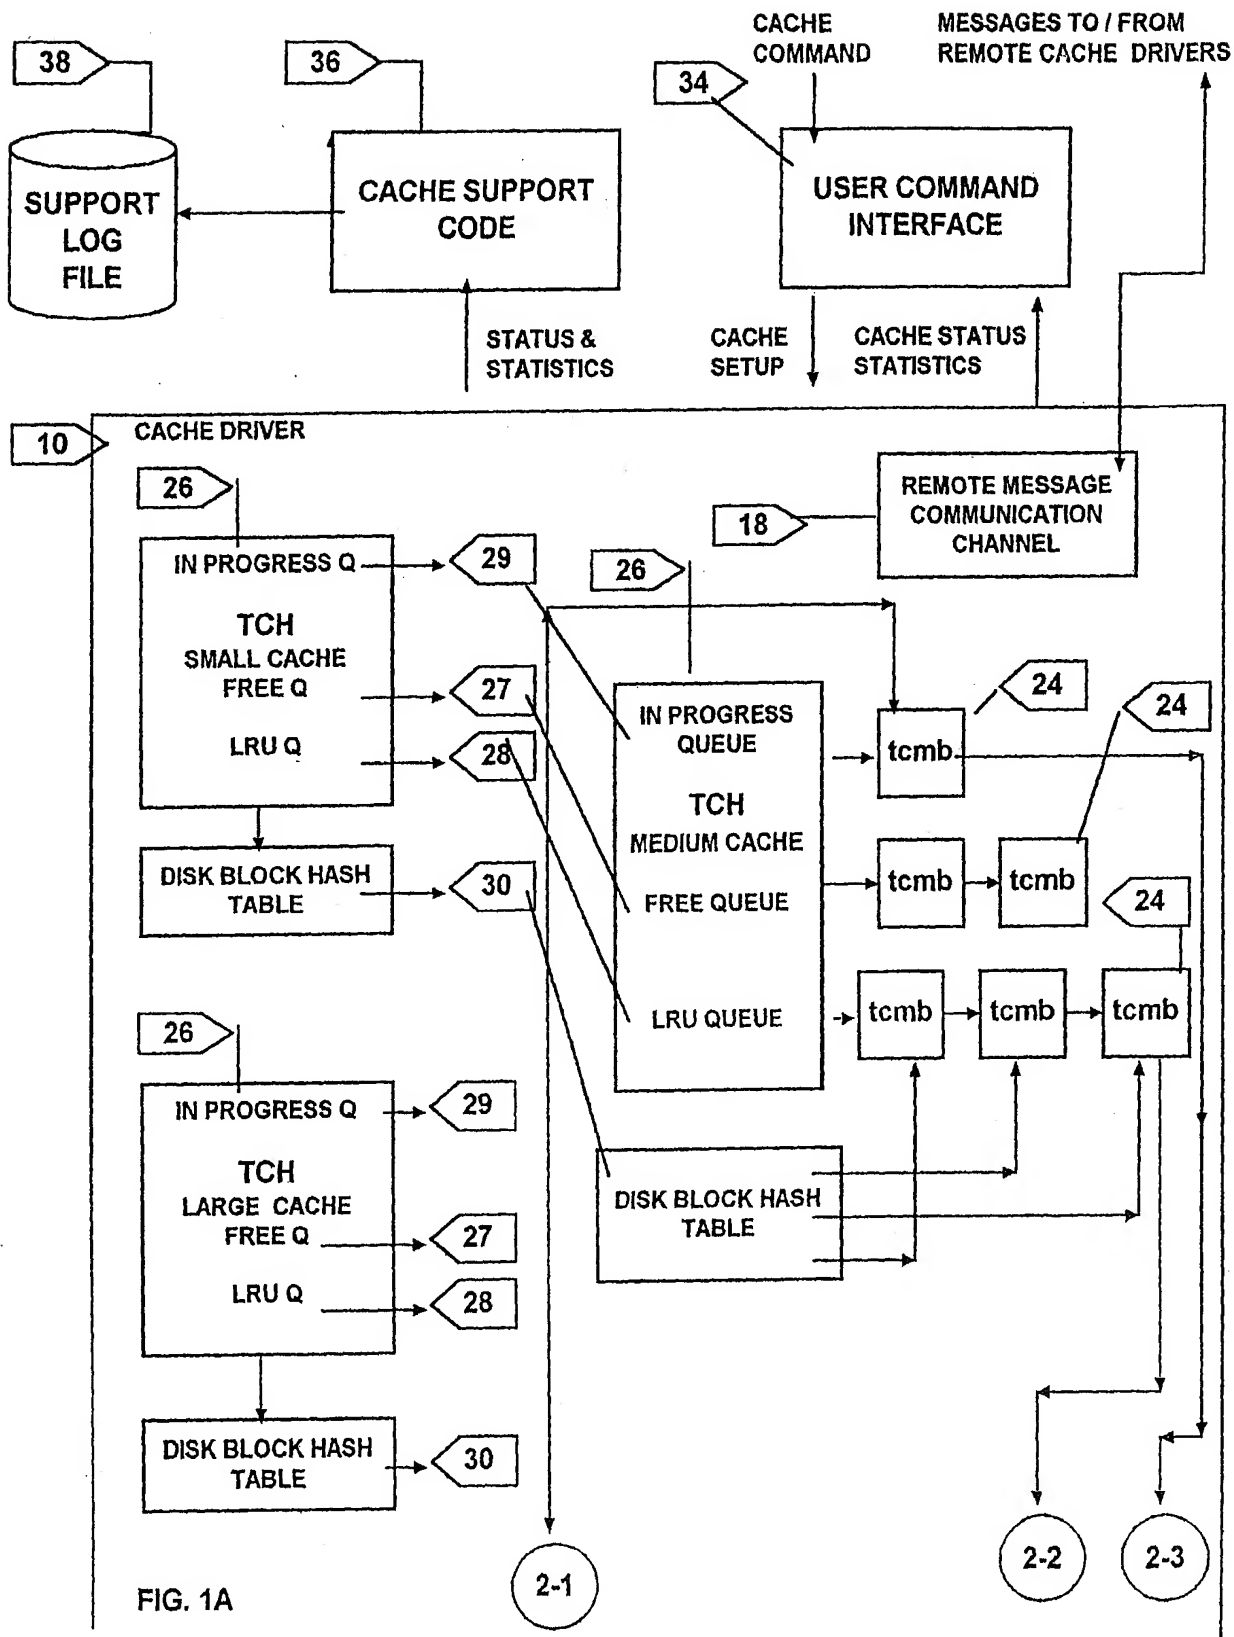 CACHE
COMMAND
MESSAGES TO / FROM
REMOTE CACHE DRIVERS
38
36
34
SUPPORT
LOG
FILE
CACHE SUPPORT
CODE
USER COMMAND
INTERFACE
STATUS &
STATISTICS
CACHE
SETUP
CACHE STATUS
STATISTICS
10
CACHE DRIVER
26
REMOTE MESSAGE
COMMUNICATION
CHANNEL
18
IN PROGRESS Q
TCH
SMALL CACHE
FREE Q
LRU Q
29
27
28
DISK BLOCK HASH
TABLE
30
26
IN PROGRESS
QUEUE
TCH
MEDIUM CACHE
FREE QUEUE
LRU QUEUE
24
24
tcmb
tcmb
tcmb
24
tcmb
tcmb
tcmb
26
IN PROGRESS Q
TCH
LARGE CACHE
FREE Q
LRU Q
29
27
28
DISK BLOCK HASH
TABLE
DISK BLOCK HASH
TABLE
30
2-1
2-2
2-3
FIG. 1A